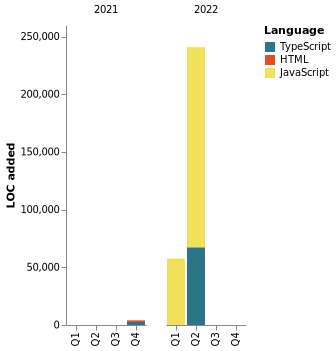 2021
2022
Language
TypeScript
HTML
JavaScript
LOC added
250,000
200,000
150,000
100,000
50,000
0
Q1
Q2
Q3
Q4
Q1
Q2
Q3
Q4